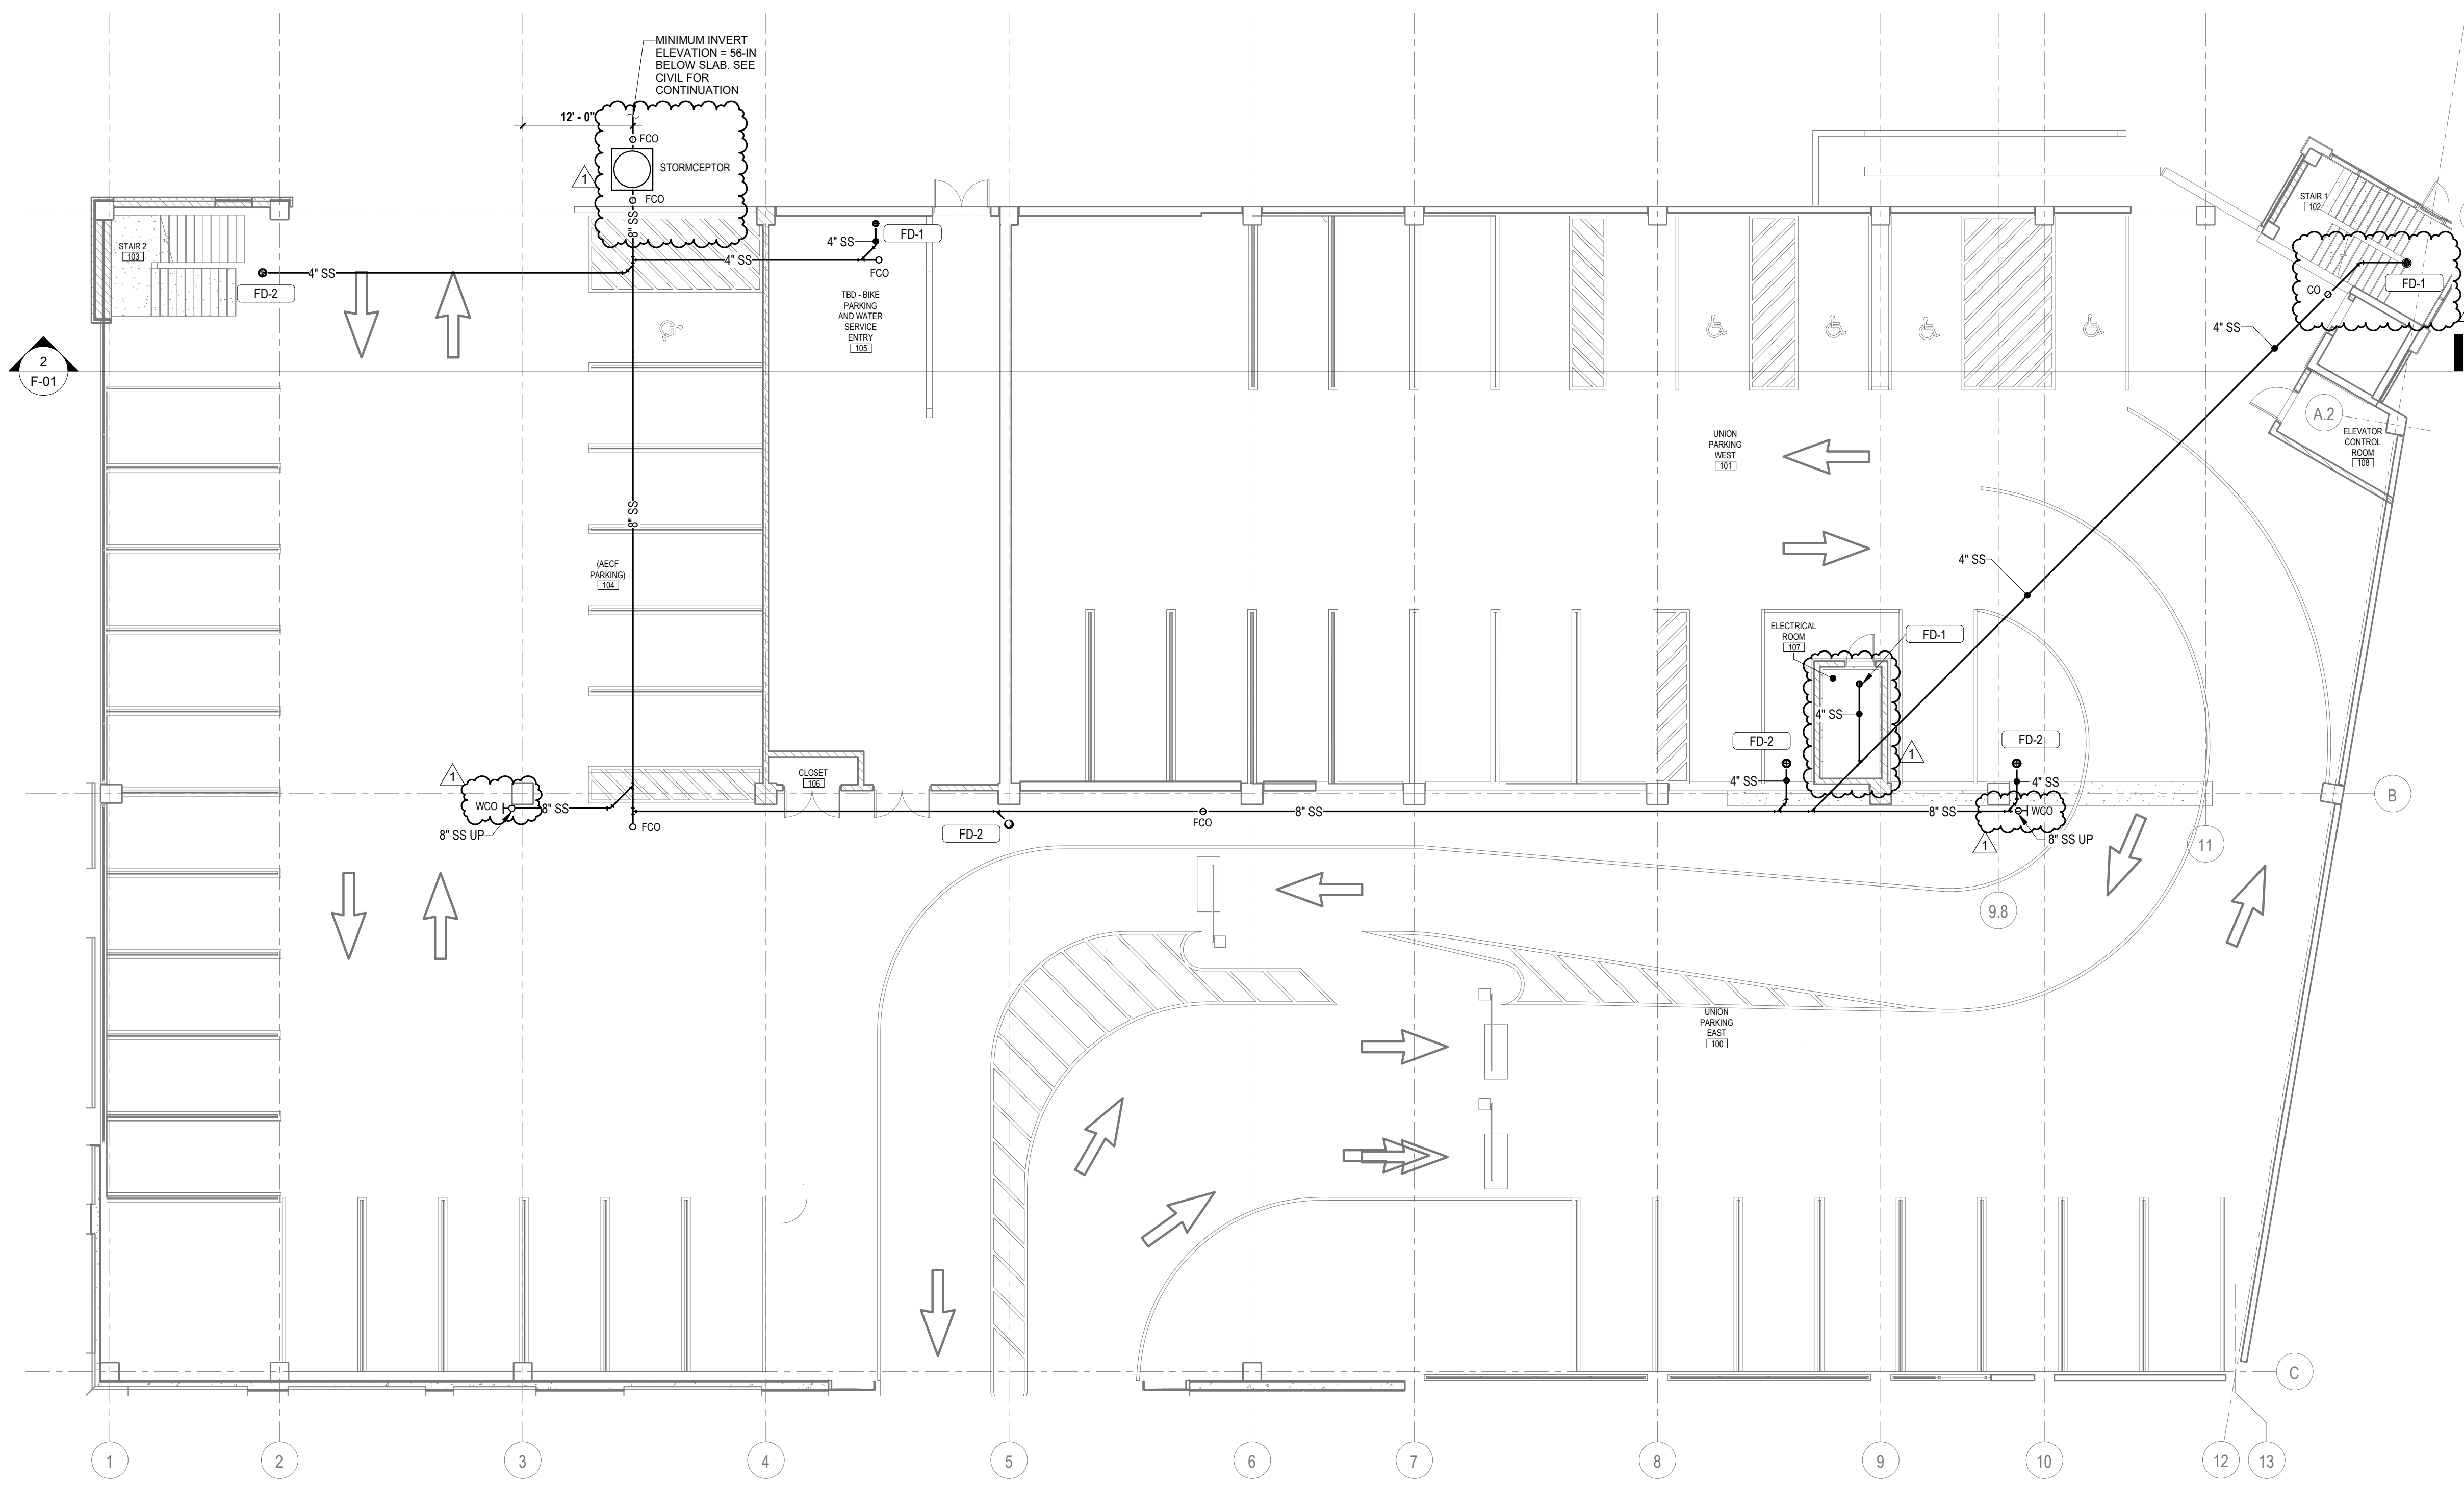 MINIMUM INVERT
ELEVATION = 56-IN
BELOW SLAB. SEE
CIVIL FOR
CONTINUATION
12' - 0"
FCO
STORMCEPTOR
1
FCO
8" SS
STAIR 2
103
4" SS
FD-2
4" SS
FD-1
4" SS
FCO
TBD - BIKE
PARKING
AND WATER
SERVICE
ENTRY
105
STAIR 1
102
FD-1
CO
4" SS
2
F-01
A.2
ELEVATOR
CONTROL
ROOM
108
UNION
PARKING
WEST
101
8" SS
(AECF
PARKING)
104
4" SS
ELECTRICAL
ROOM
107
FD-1
4" SS
FD-2
FD-2
1
4" SS
4" SS
1
WCO
8" SS
8" SS UP
FCO
CLOSET
106
FD-2
FCO
8" SS
8" SS
WCO
8" SS UP
1
B
11
9.8
UNION
PARKING
EAST
100
C
1
2
3
4
5
6
7
8
9
10
12
13